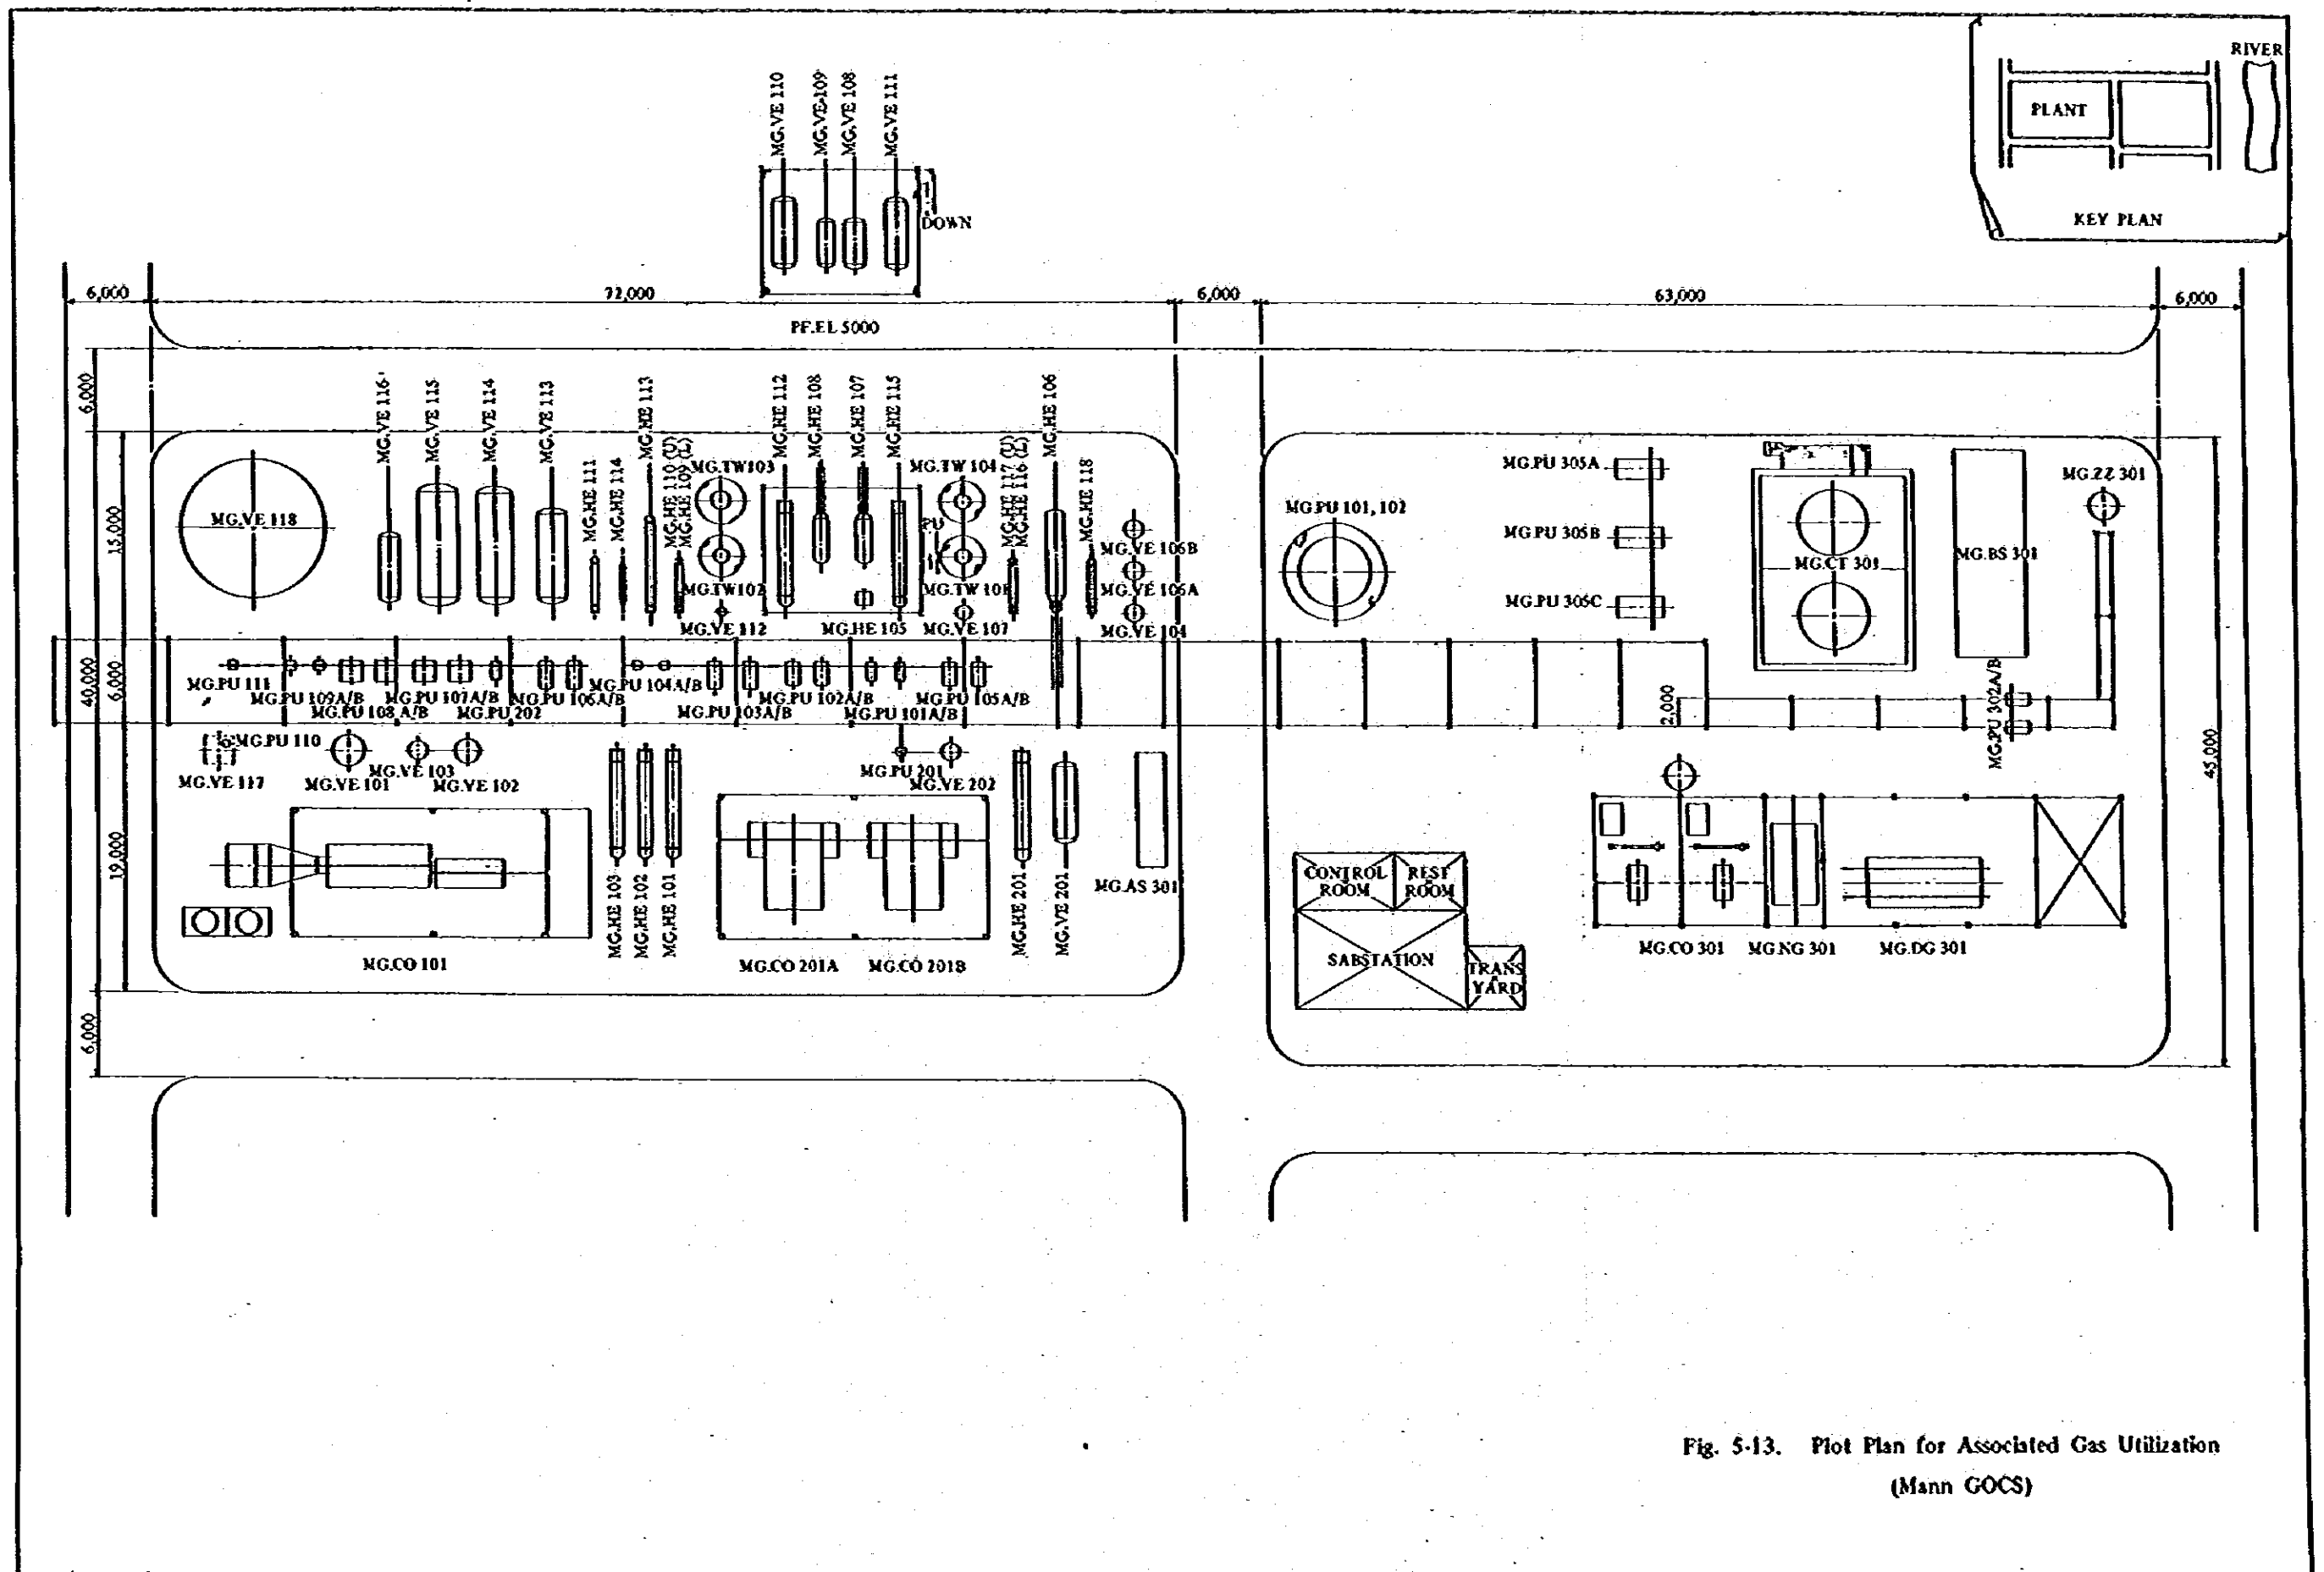 RIVER
PLANT
KEY PLAN
MG.VE 110
MG.VE-109
MG.VE 108
MG.VE 111
DOWN
6,000
72,000
6,000
63,000
6,000
PF.EL 5000
6,000
15,000
40,000
6,000
19,000
6,000
MG.VE 116
MG.VE 115
MG.VE 114
MG.VE 113
MG.HE 111
MG.HE 114
MG.HE 113
MG.HE 110 (U)
MG.HE 109 (L)
MG.TW103
MG.HE 112
MG.HE 108
MG.HE 107
MG.HE 115
MG.TW 104
MG.HE 117 (U)
MG.HE 116 (L)
MG.HE 106
MG.HE 118
MG.VE 118
MG.TW102
MG.VE 112
MG.HE 105
MG.TW 101
MG.VE 107
MG.VE 106B
MG.VE 106A
MG.VE 104
MG.PU 101, 102
MG.PU 305A
MG.PU 305B
MG.PU 305C
MG.CT 301
MG.BS 301
MG.ZZ 301
MG.PU 111
MG.PU 109A/B
MG.PU 108 A/B
MG.PU 107A/B
MG.PU 202
MG.PU 106A/B
MG.PU 104A/B
MG.PU 103A/B
MG.PU 102A/B
MG.PU 101A/B
MG.PU 105A/B
2,000
MG.PU 302A/B
45,000
MG.PU 110
MG.VE 117
MG.VE 101
MG.VE 103
MG.VE 102
MG.PU 201
MG.VE 202
MG.HE 103
MG.HE 102
MG.HE 101
MG.HE 201
MG.VE 201
MG.AS 301
MG.CO 101
MG.CO 201A
MG.CO 201B
CONTROL
ROOM
REST
ROOM
SABSTATION
TRANS
YARD
MG.CO 301
MG.NG 301
MG.DG 301
Fig. 5-13. Plot Plan for Associated Gas Utilization
(Mann GOCS)